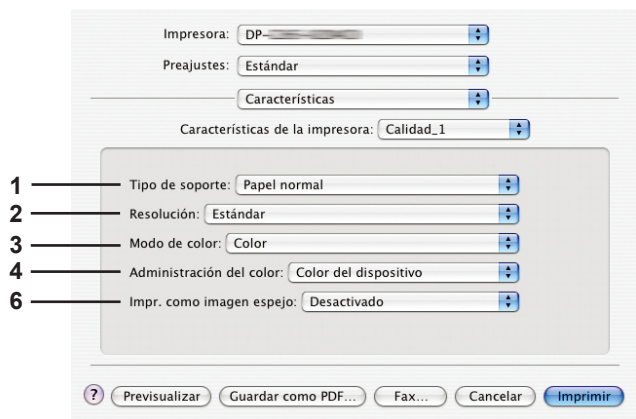 Impresora: DP-
Preajustes: Estándar
Características
Características de la impresora: Calidad_1
1 Tipo de soporte: Papel normal
2 Resolución: Estándar
3 Modo de color: Color
4 Administración del color: Color del dispositivo
6 Impr. como imagen espejo: Desactivado
? Previsualizar Guardar como PDF... Fax... Cancelar Imprimir